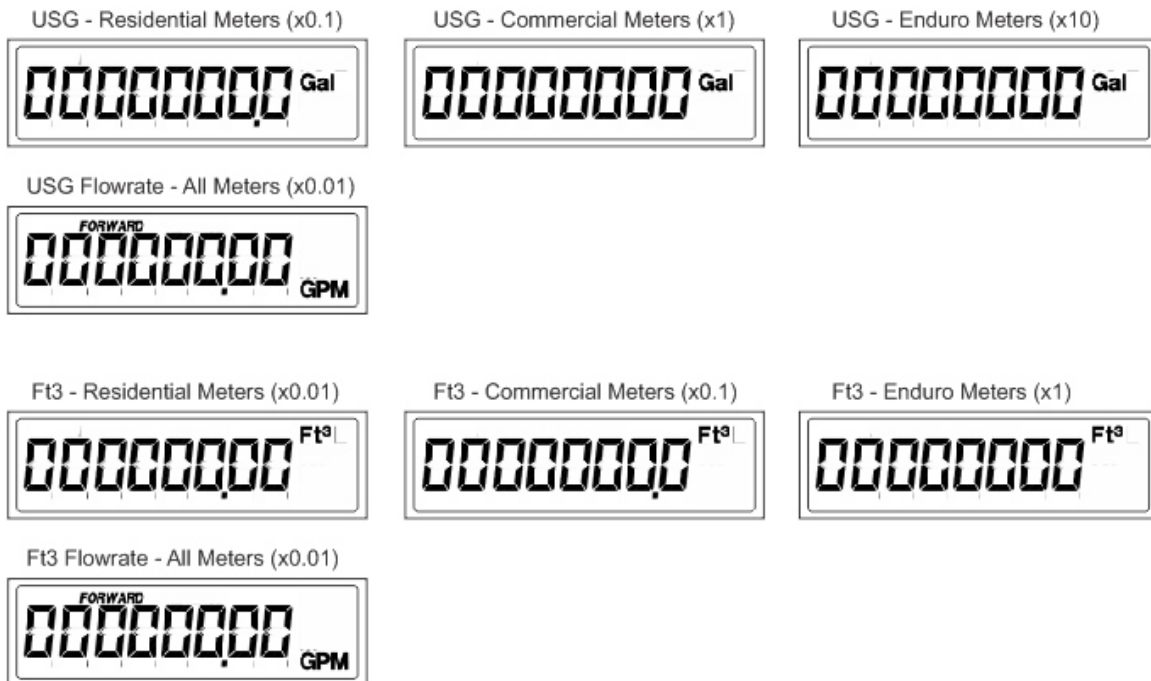 USG - Residential Meters (x0.1)
USG - Commercial Meters (x1)
USG - Enduro Meters (x10)
0000000.0 Gal
00000000 Gal
00000000 Gal
USG Flowrate - All Meters (x0.01)
FORWARD
000000.00 GPM
Ft3 - Residential Meters (x0.01)
Ft3 - Commercial Meters (x0.1)
Ft3 - Enduro Meters (x1)
000000.00 Ft³
0000000.0 Ft³
00000000 Ft³
Ft3 Flowrate - All Meters (x0.01)
FORWARD
000000.00 GPM